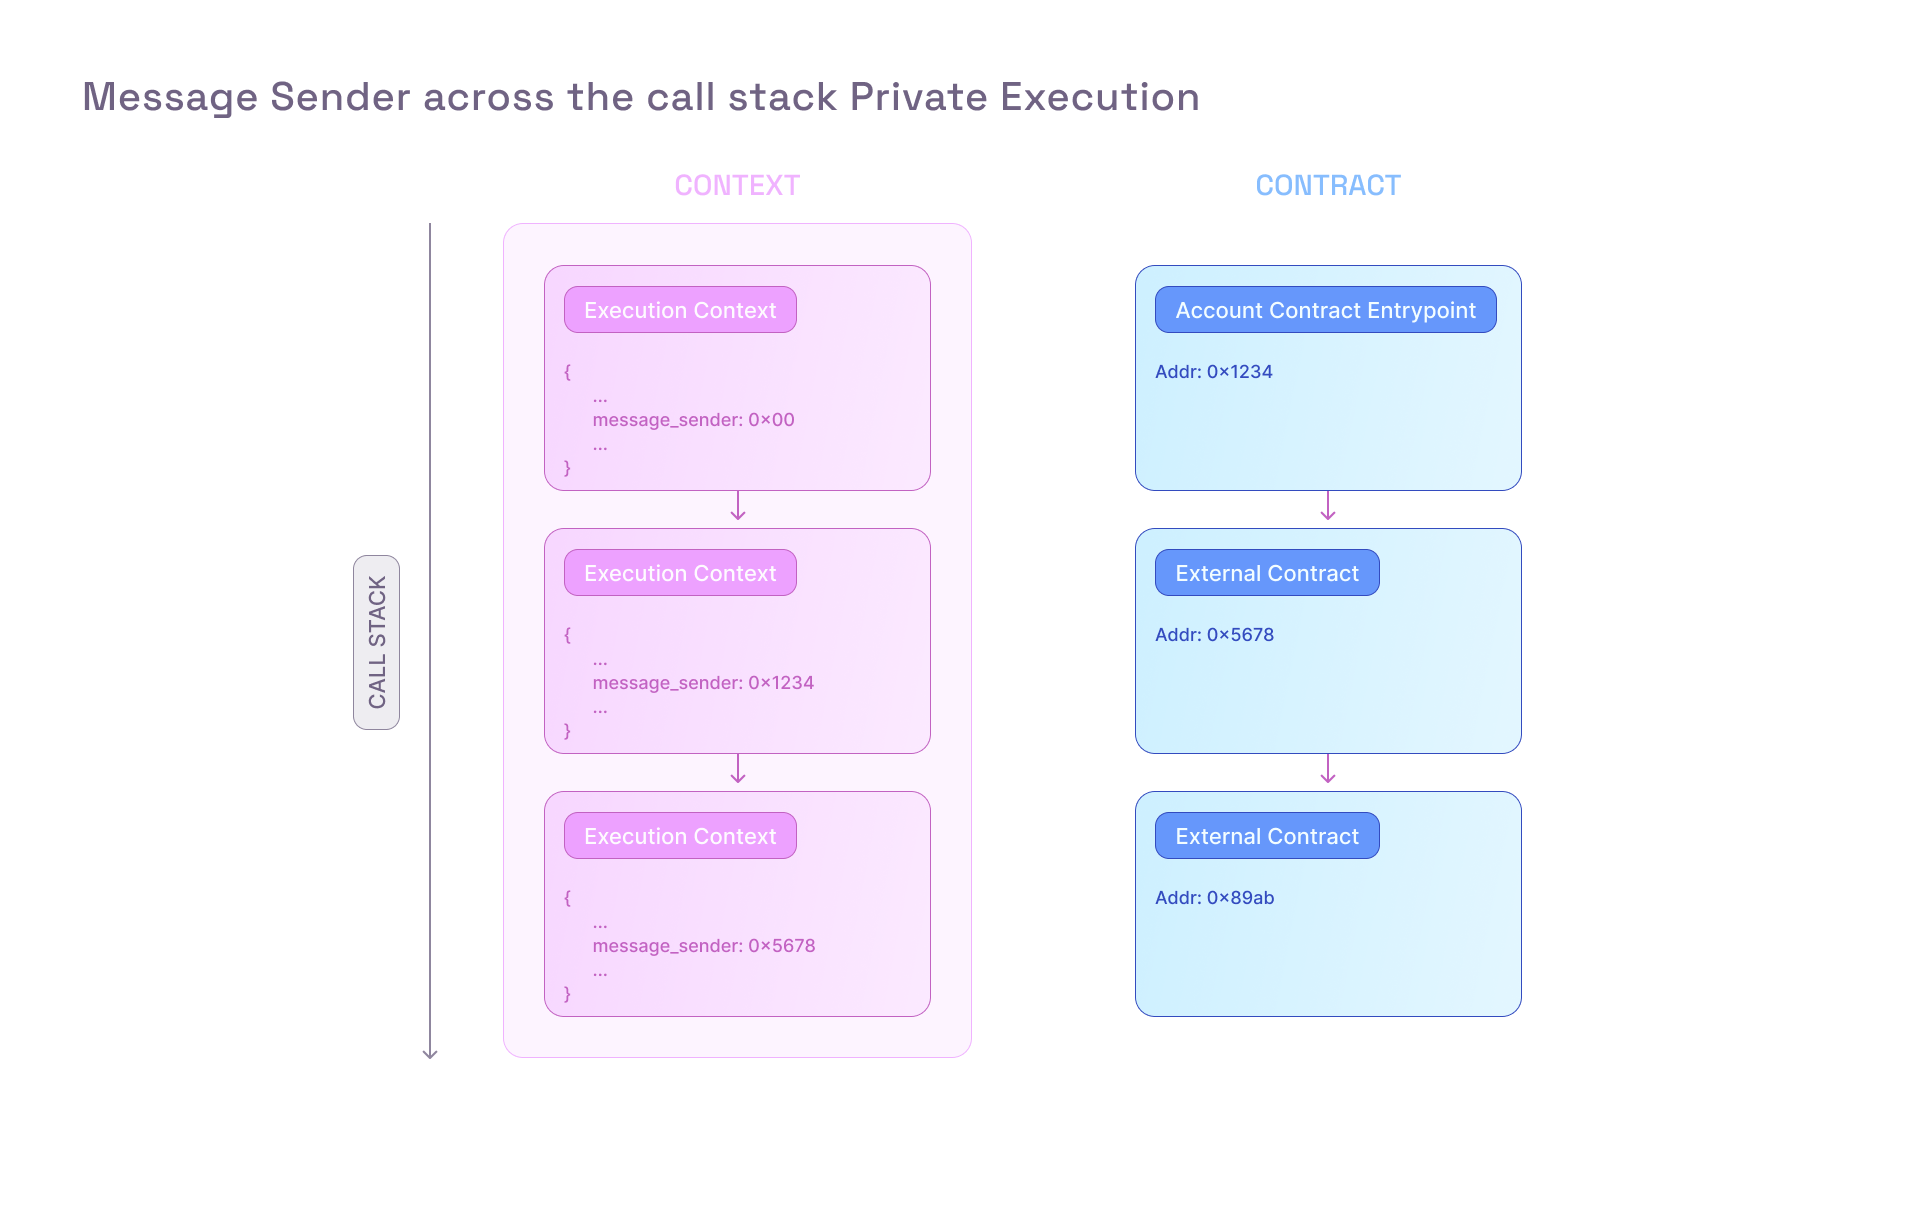 Message Sender across the call stack Private Execution
CONTEXT
CONTRACT
CALL STACK
Execution Context
{
...
message_sender: 0×00
...
}
Account Contract Entrypoint
Addr: 0×1234
Execution Context
{
...
message_sender: 0×1234
...
}
External Contract
Addr: 0×5678
Execution Context
{
...
message_sender: 0×5678
...
}
External Contract
Addr: 0×89ab